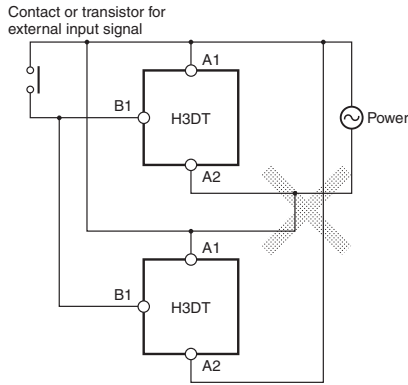 Contact or transistor for
external input signal
A1
B1
H3DT
Power
A2
A1
B1
H3DT
A2